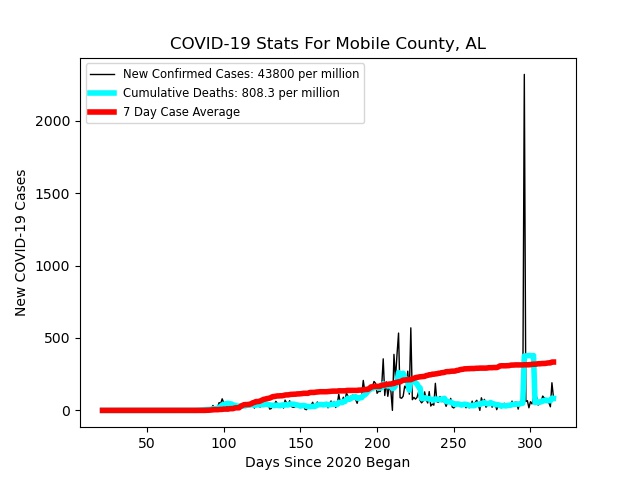 COVID-19 Stats For Mobile County, AL
New Confirmed Cases: 43800 per million
Cumulative Deaths: 808.3 per million
7 Day Case Average
New COVID-19 Cases
2000
1500
1000
500
0
50 100 150 200 250 300
Days Since 2020 Began